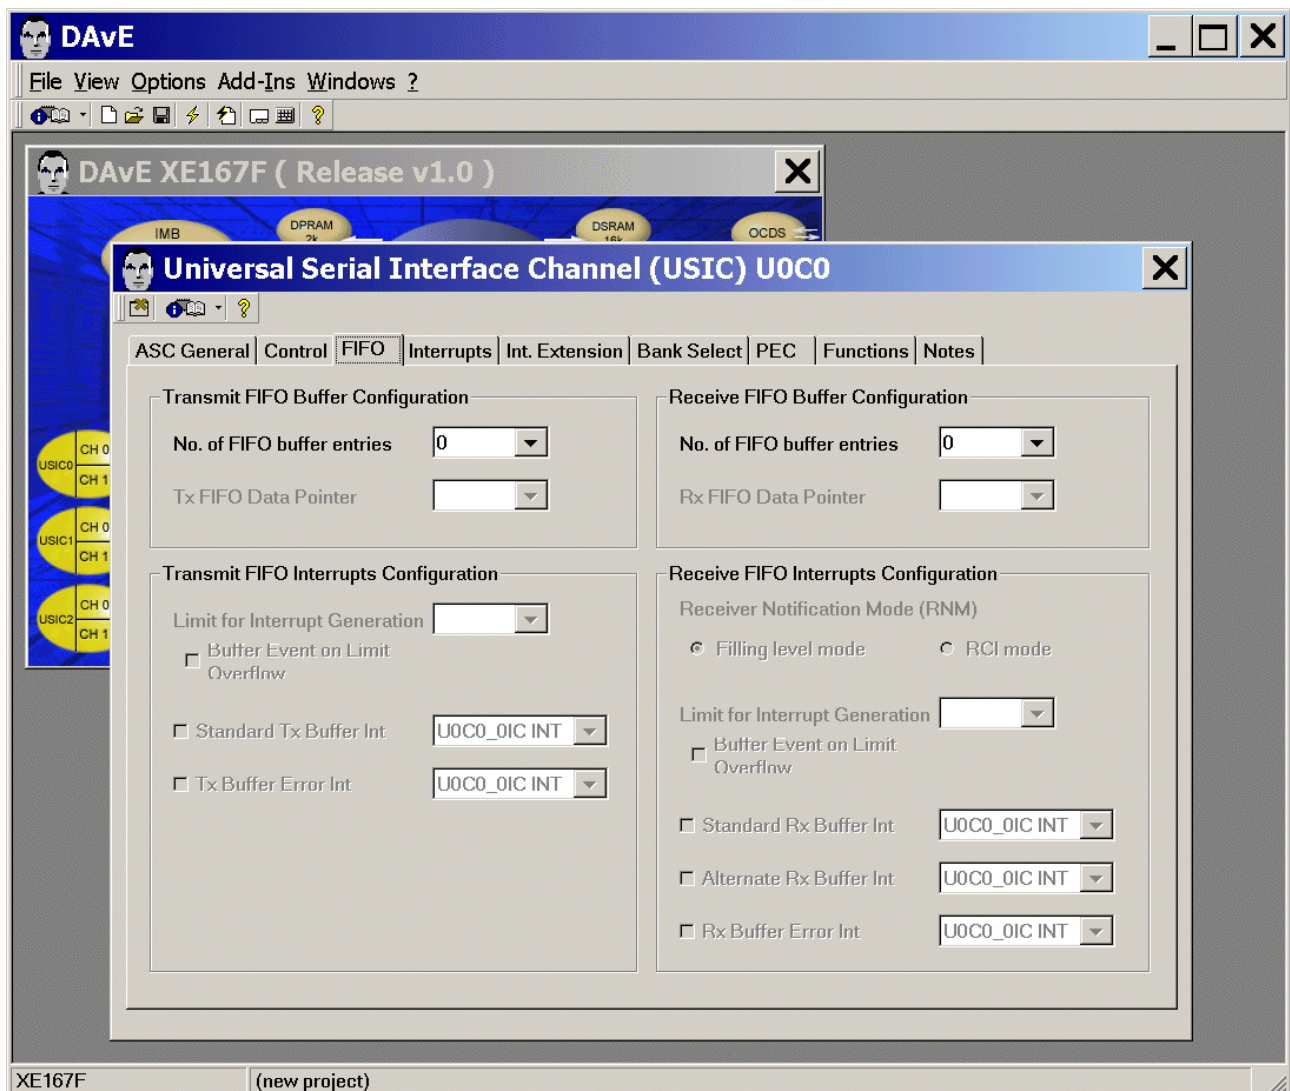 DAvE
File View Options Add-Ins Windows ?
DAvE XE167F ( Release v1.0 )
IMB
DPRAM
2k
DSRAM
16k
OCDS
Universal Serial Interface Channel (USIC) U0C0
ASC General Control FIFO Interrupts Int. Extension Bank Select PEC Functions Notes
Transmit FIFO Buffer Configuration
No. of FIFO buffer entries 0
Tx FIFO Data Pointer
Receive FIFO Buffer Configuration
No. of FIFO buffer entries 0
Rx FIFO Data Pointer
Transmit FIFO Interrupts Configuration
Limit for Interrupt Generation
Buffer Event on Limit
Overflow
Standard Tx Buffer Int U0C0_0IC INT
Tx Buffer Error Int U0C0_0IC INT
Receive FIFO Interrupts Configuration
Receiver Notification Mode (RNM)
Filling level mode RCI mode
Limit for Interrupt Generation
Buffer Event on Limit
Overflow
Standard Rx Buffer Int U0C0_0IC INT
Alternate Rx Buffer Int U0C0_0IC INT
Rx Buffer Error Int U0C0_0IC INT
USIC0 CH 0
CH 1
USIC1 CH 0
CH 1
USIC2 CH 0
CH 1
XE167F (new project)